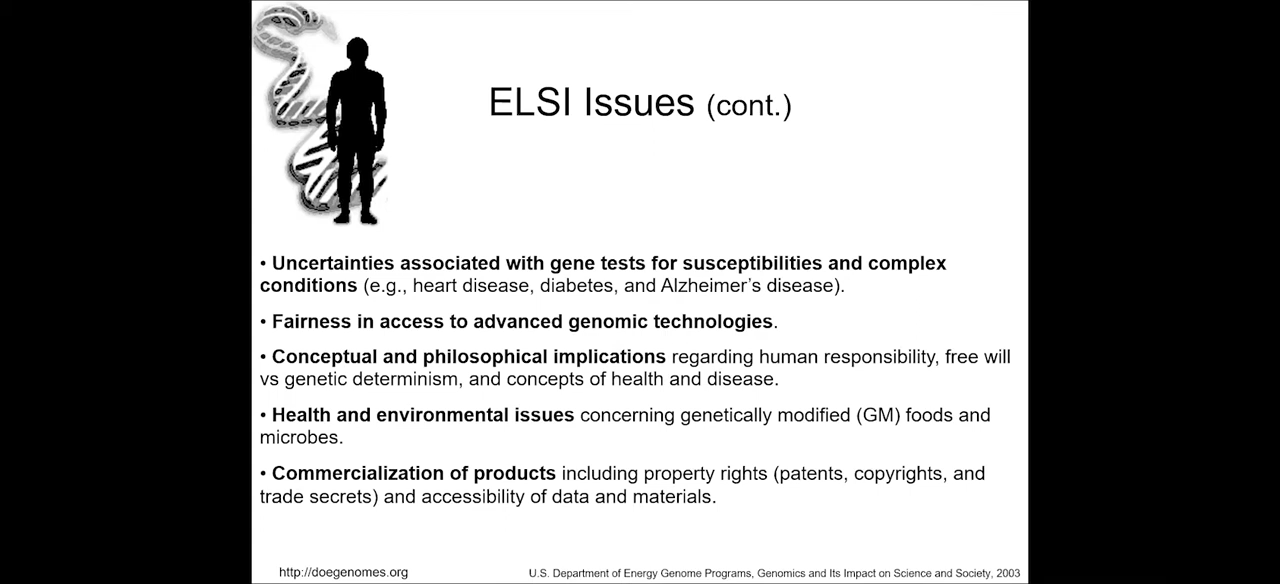 ELSI Issues (cont.)
• Uncertainties associated with gene tests for susceptibilities and complex
conditions (e.g., heart disease, diabetes, and Alzheimer’s disease).
• Fairness in access to advanced genomic technologies.
• Conceptual and philosophical implications regarding human responsibility, free will
vs genetic determinism, and concepts of health and disease.
• Health and environmental issues concerning genetically modified (GM) foods and
microbes.
• Commercialization of products including property rights (patents, copyrights, and
trade secrets) and accessibility of data and materials.
http://doegenomes.org
U.S. Department of Energy Genome Programs, Genomics and Its Impact on Science and Society, 2003